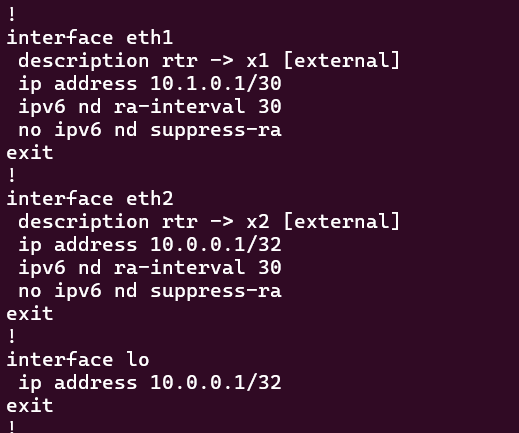 !
interface eth1
 description rtr -> x1 [external]
 ip address 10.1.0.1/30
 ipv6 nd ra-interval 30
 no ipv6 nd suppress-ra
exit
!
interface eth2
 description rtr -> x2 [external]
 ip address 10.0.0.1/32
 ipv6 nd ra-interval 30
 no ipv6 nd suppress-ra
exit
!
interface lo
 ip address 10.0.0.1/32
exit
!